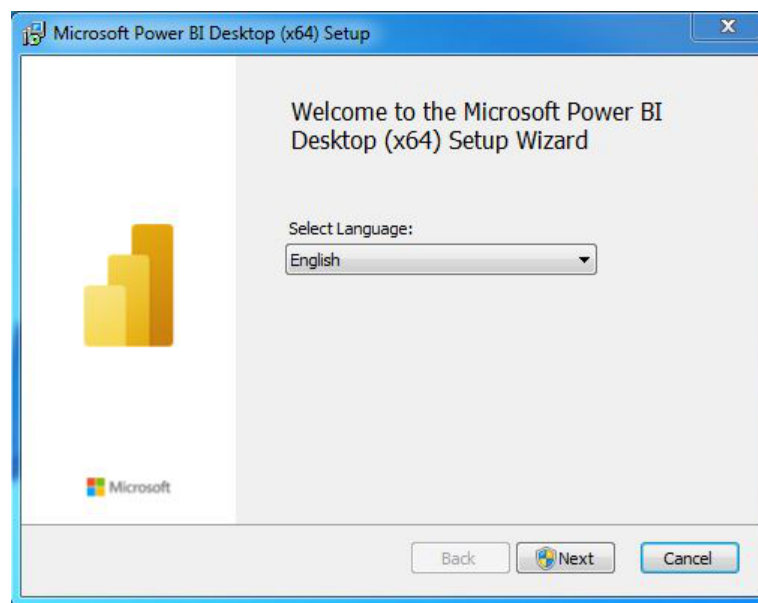 Microsoft Power BI Desktop (x64) Setup
X
Welcome to the Microsoft Power BI
Desktop (x64) Setup Wizard
Select Language:
English
Microsoft
Back
Next
Cancel